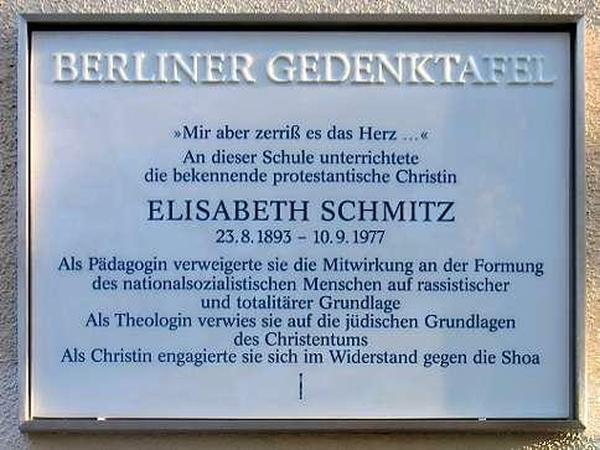 BERLINER GEDENKTAFEL
»Mir aber zerriß es das Herz ...«
An dieser Schule unterrichtete
die bekennende protestantische Christin
ELISABETH SCHMITZ
23.8.1893 – 10.9.1977
Als Pädagogin verweigerte sie die Mitwirkung an der Formung
des nationalsozialistischen Menschen auf rassistischer
und totalitärer Grundlage
Als Theologin verwies sie auf die jüdischen Grundlagen
des Christentums
Als Christin engagierte sie sich im Widerstand gegen die Shoa